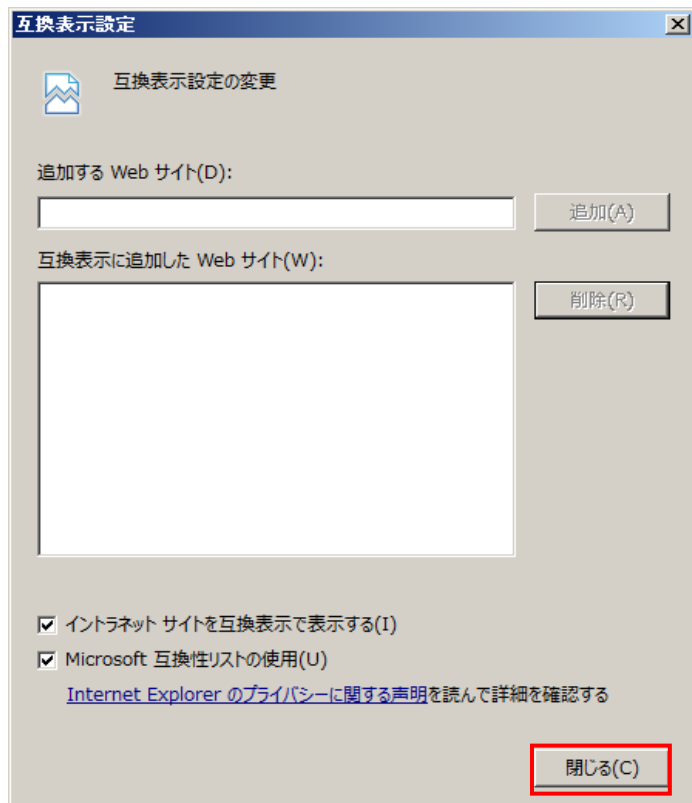 互換表示設定
互換表示設定の変更
追加する Web サイト(D):
追加(A)
互換表示に追加した Web サイト(W):
削除(R)
イントラネット サイトを互換表示で表示する(I)
Microsoft 互換性リストの使用(U)
Internet Explorer のプライバシーに関する声明を読んで詳細を確認する
閉じる(C)